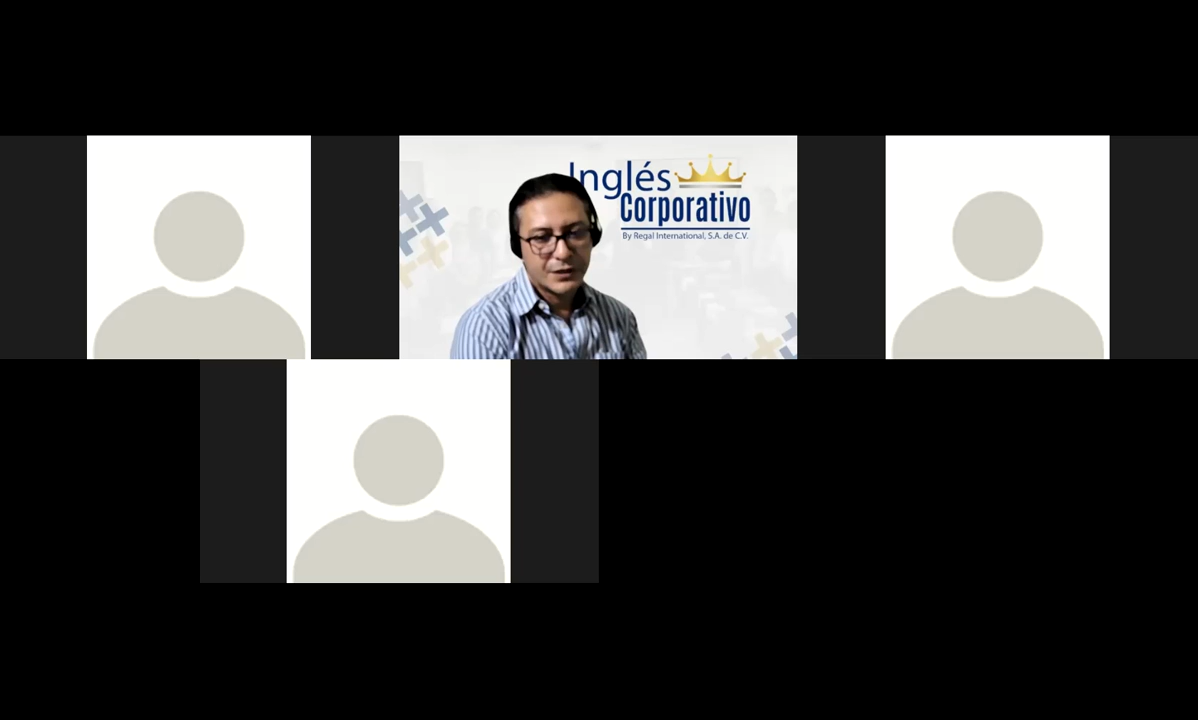 Inglés
Corporativo
By Regal International, S.A. de C.V.